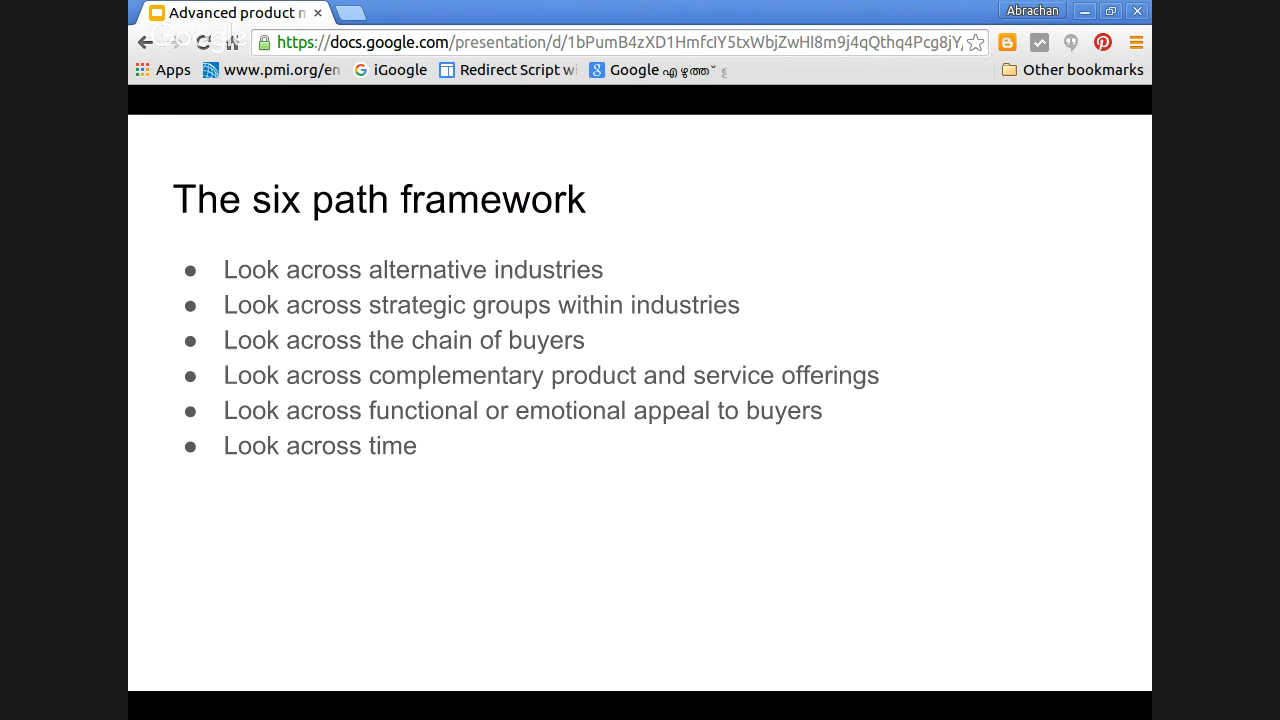 Advanced product n
Abrachan
https://docs.google.com/presentation/d/1bPumB4zXD1HmfclY5txWbjZwHI8m9j4qQthq4Pcg8jY/
Apps www.pmi.org/en iGoogle Redirect Script wi Google എഴുത്ത് Other bookmarks
Google
The six path framework
● Look across alternative industries
● Look across strategic groups within industries
● Look across the chain of buyers
● Look across complementary product and service offerings
● Look across functional or emotional appeal to buyers
● Look across time